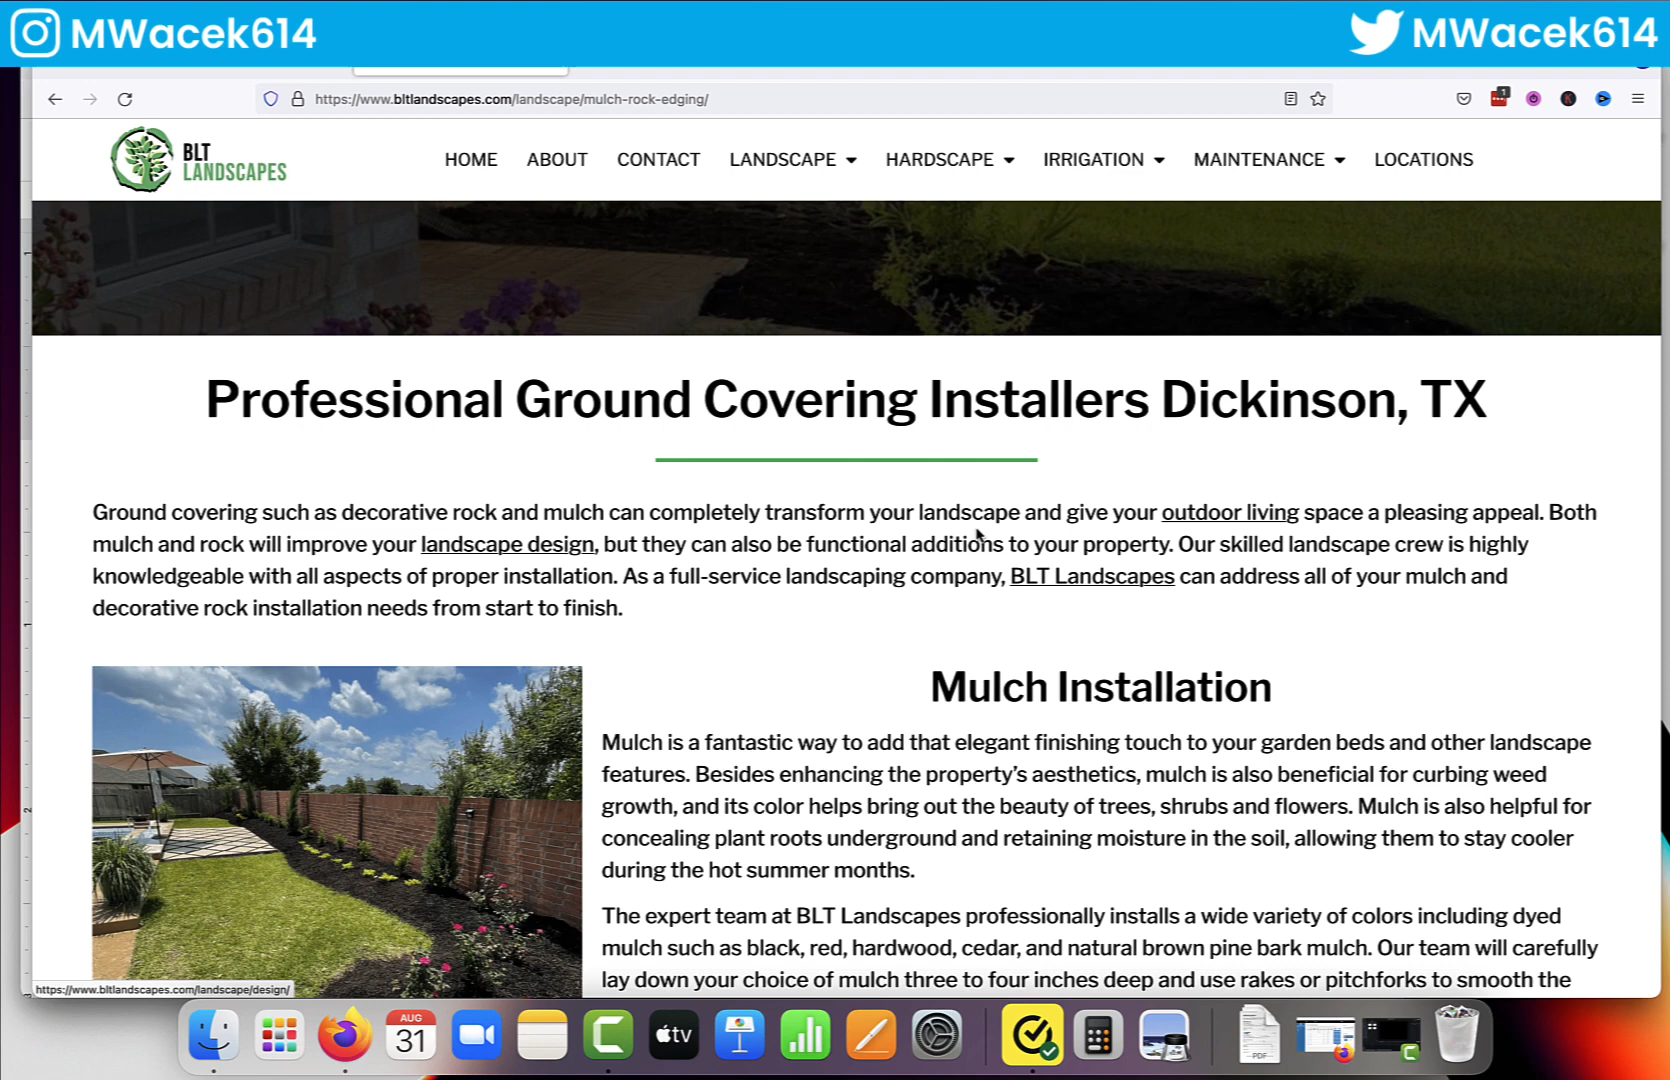 MWacek614
MWacek614
https://www.bltlandscapes.com/landscape/mulch-rock-edging/
1
BLT
LANDSCAPES
HOME ABOUT CONTACT LANDSCAPE HARDSCAPE IRRIGATION MAINTENANCE LOCATIONS
Professional Ground Covering Installers Dickinson, TX
Ground covering such as decorative rock and mulch can completely transform your landscape and give your outdoor living space a pleasing appeal. Both
mulch and rock will improve your landscape design, but they can also be functional additions to your property. Our skilled landscape crew is highly
knowledgeable with all aspects of proper installation. As a full-service landscaping company, BLT Landscapes can address all of your mulch and
decorative rock installation needs from start to finish.
Mulch Installation
Mulch is a fantastic way to add that elegant finishing touch to your garden beds and other landscape
features. Besides enhancing the property’s aesthetics, mulch is also beneficial for curbing weed
growth, and its color helps bring out the beauty of trees, shrubs and flowers. Mulch is also helpful for
concealing plant roots underground and retaining moisture in the soil, allowing them to stay cooler
during the hot summer months.
The expert team at BLT Landscapes professionally installs a wide variety of colors including dyed
mulch such as black, red, hardwood, cedar, and natural brown pine bark mulch. Our team will carefully
lay down your choice of mulch three to four inches deep and use rakes or pitchforks to smooth the
https://www.bltlandscapes.com/landscape/design/
AUG
31
tv
PDF